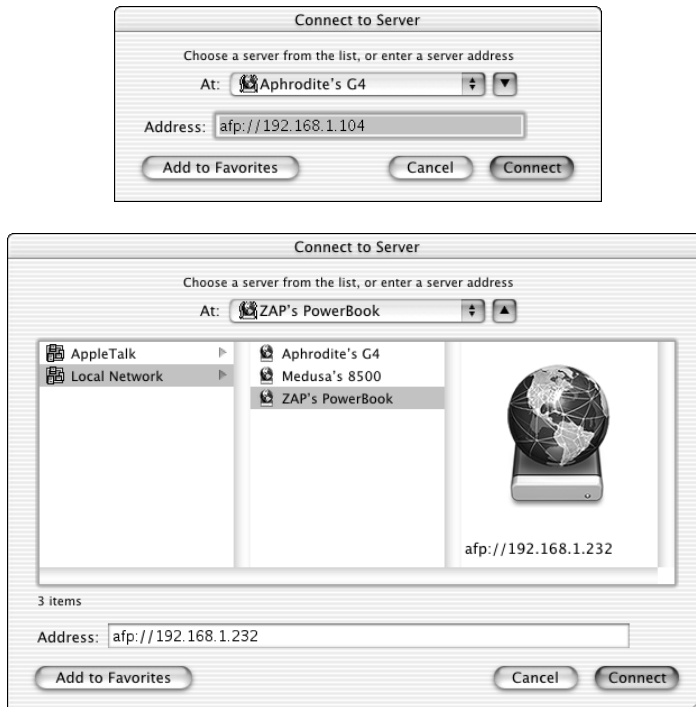 Connect to Server
Choose a server from the list, or enter a server address
At: Aphrodite's G4
Address: afp://192.168.1.104
Add to Favorites Cancel Connect
Connect to Server
Choose a server from the list, or enter a server address
At: ZAP's PowerBook
AppleTalk Aphrodite's G4
Local Network Medusa's 8500
ZAP's PowerBook
afp://192.168.1.232
3 items
Address: afp://192.168.1.232
Add to Favorites Cancel Connect